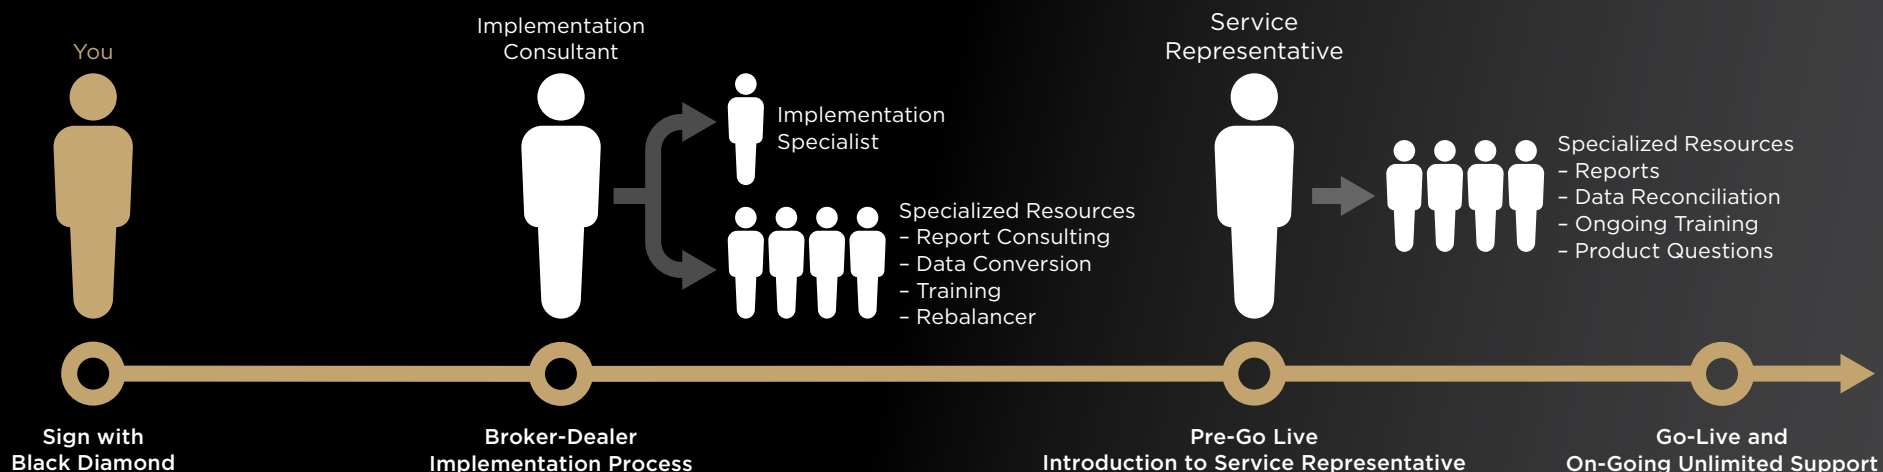 You
Implementation
Consultant
Implementation
Specialist
Specialized Resources
– Report Consulting
– Data Conversion
– Training
– Rebalancer
Service
Representative
Specialized Resources
– Reports
– Data Reconciliation
– Ongoing Training
– Product Questions
Sign with
Black Diamond
Broker-Dealer
Implementation Process
Pre-Go Live
Introduction to Service Representative
Go-Live and
On-Going Unlimited Support